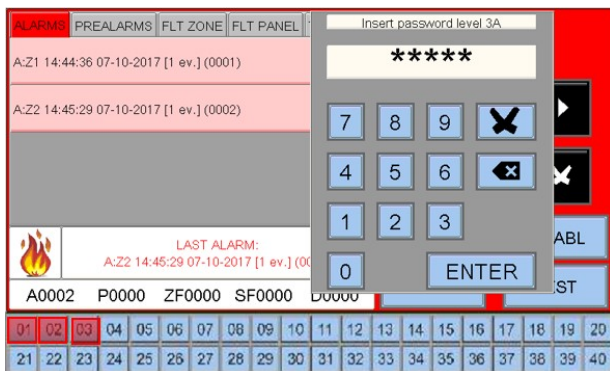 ALARMS PREALARMS FLT ZONE FLT PANEL
Insert password level 3A
*****
A:Z1 14:44:36 07-10-2017 [1 ev.] (0001)
A:Z2 14:45:29 07-10-2017 [1 ev.] (0002)
7 8 9
4 5 6
1 2 3
0 ENTER
LAST ALARM:
A:Z2 14:45:29 07-10-2017 [1 ev.] (00
A0002 P0000 ZF0000 SF0000 D0000
ABL
ST
01 02 03 04 05 06 07 08 09 10 11 12 13 14 15 16 17 18 19 20
21 22 23 24 25 26 27 28 29 30 31 32 33 34 35 36 37 38 39 40